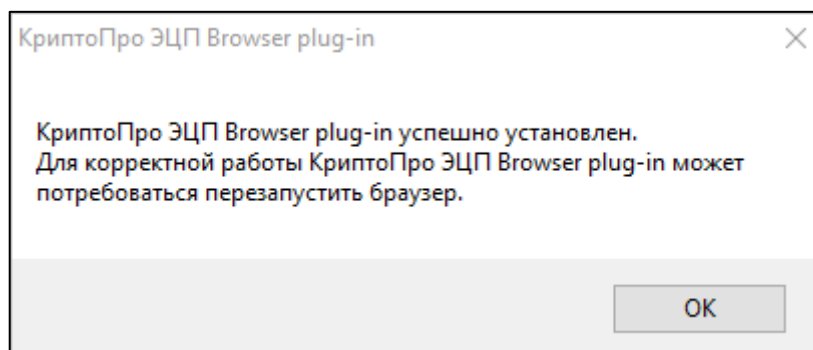 КриптоПро ЭЦП Browser plug-in
КриптоПро ЭЦП Browser plug-in успешно установлен.
Для корректной работы КриптоПро ЭЦП Browser plug-in может
потребоваться перезапустить браузер.
ОК